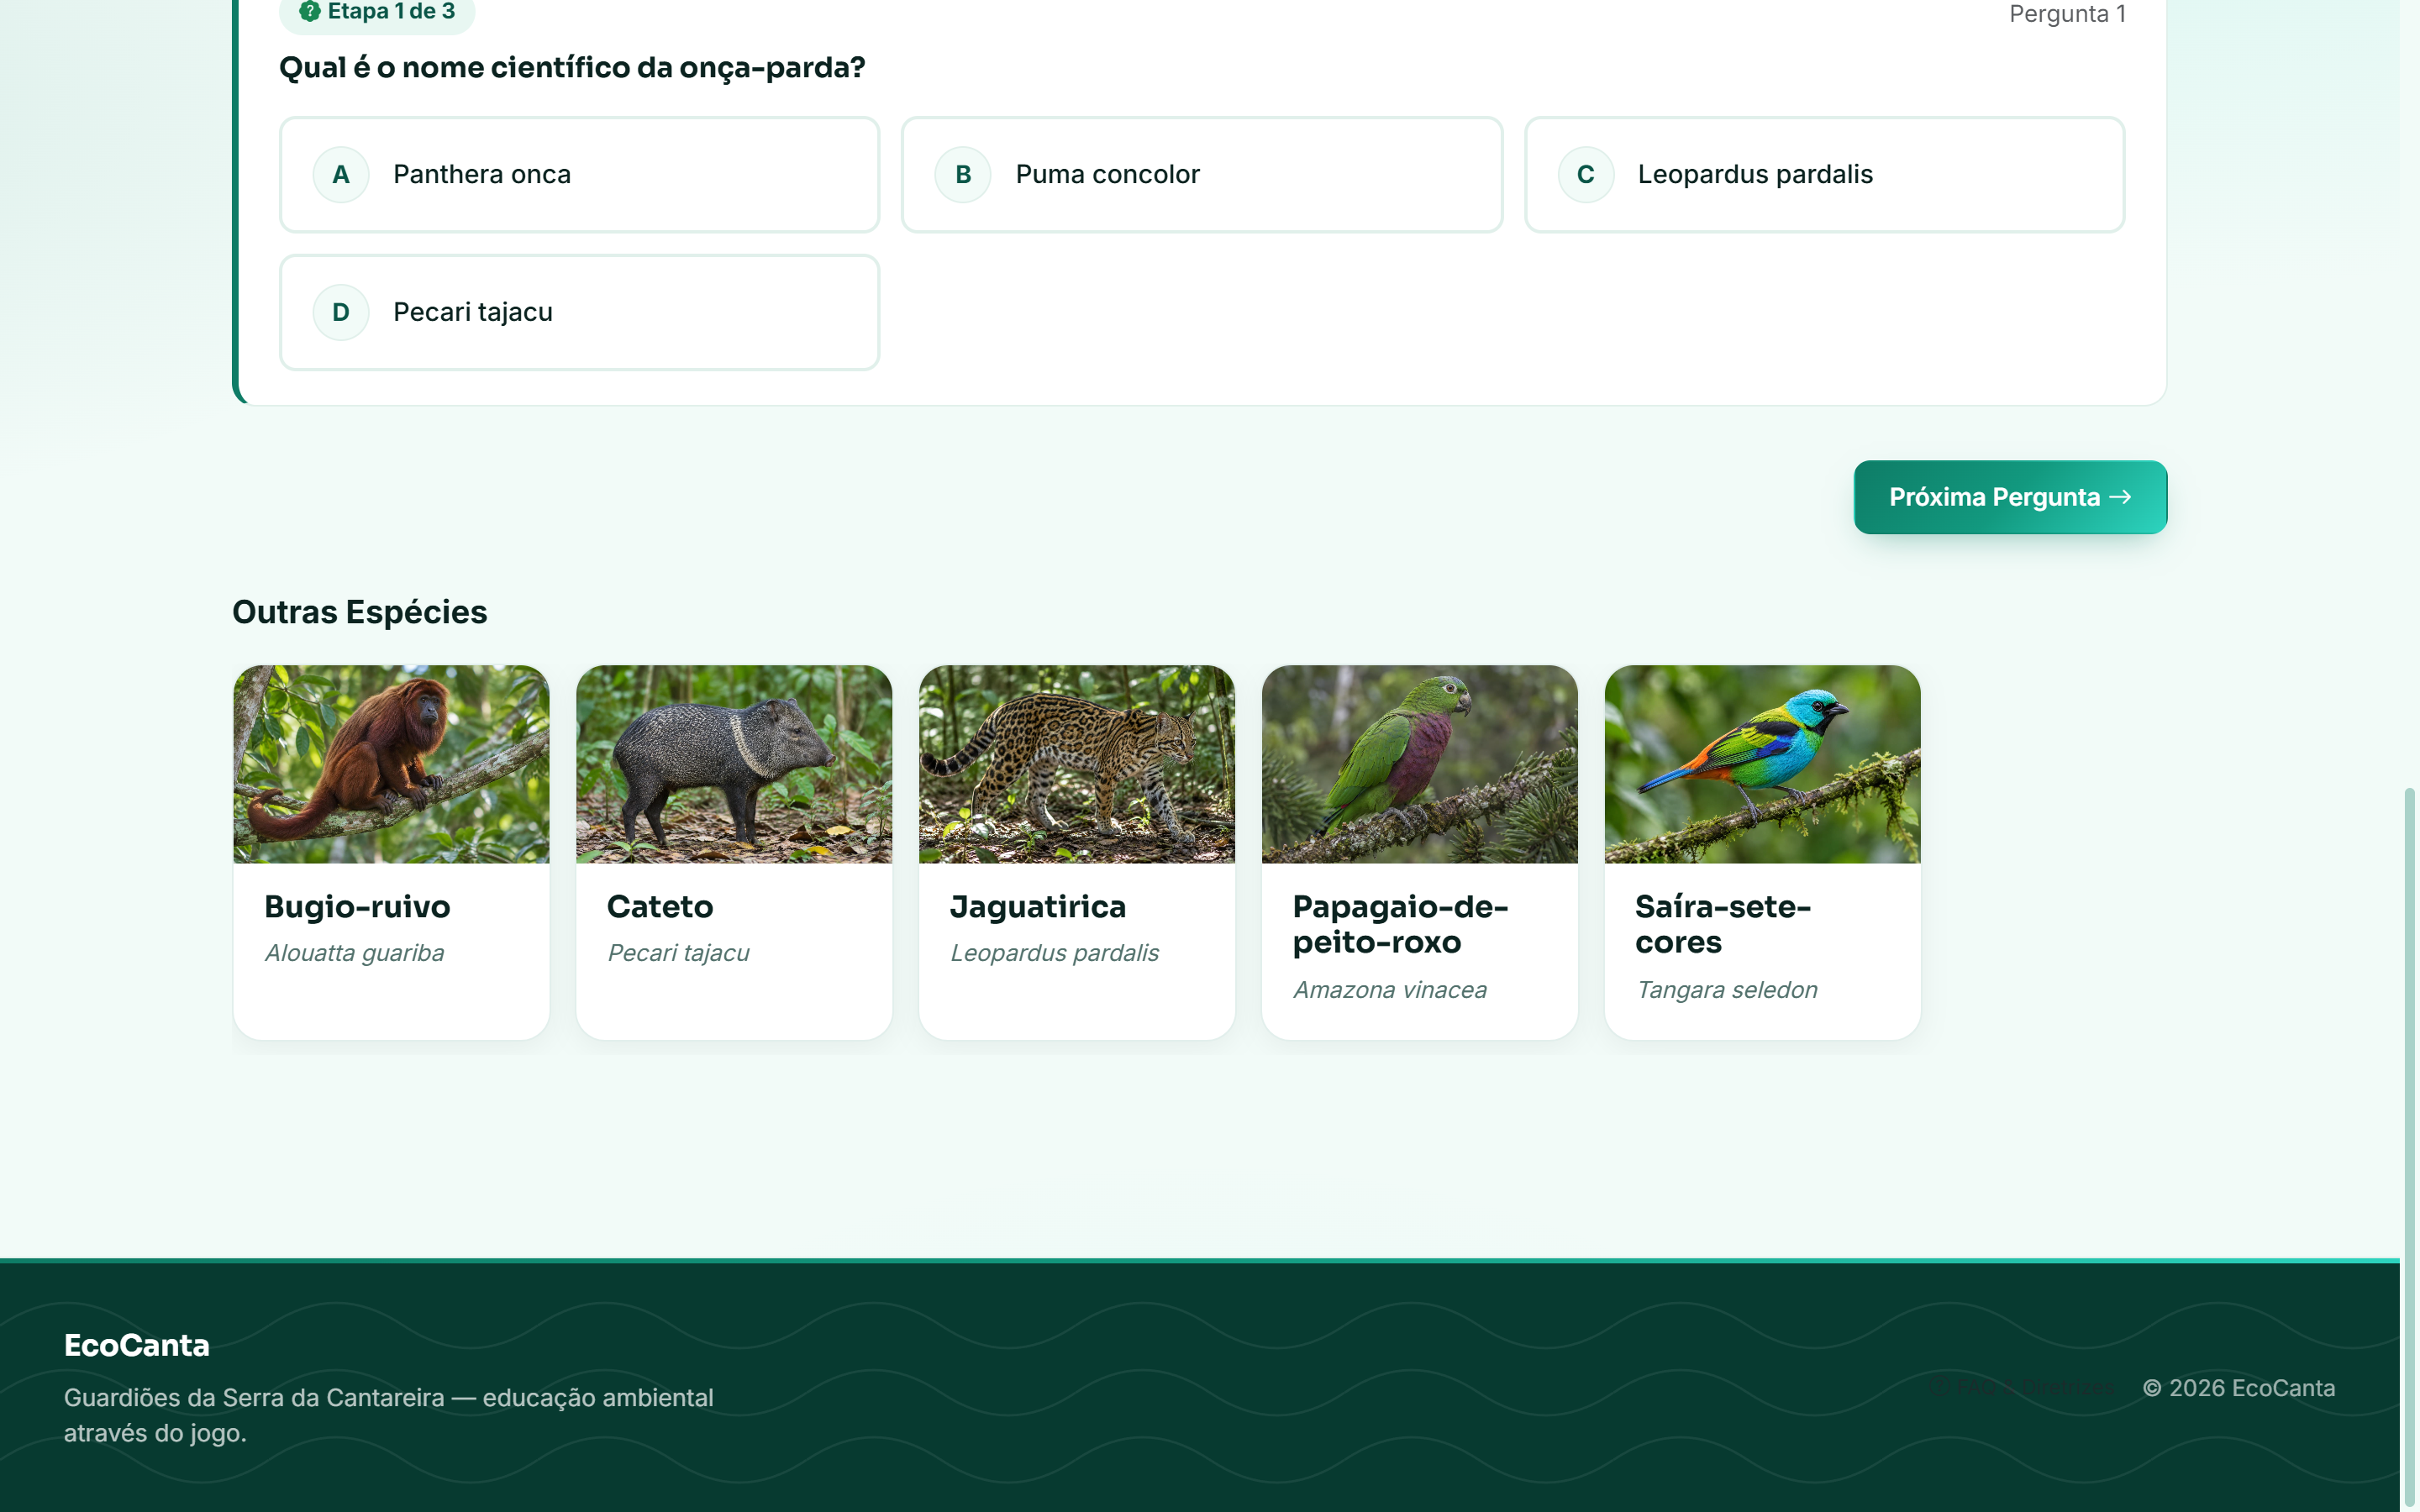 Etapa 1 de 3
Pergunta 1
Qual é o nome científico da onça-parda?
A Panthera onca
B Puma concolor
C Leopardus pardalis
D Pecari tajacu
Próxima Pergunta →
Outras Espécies
Bugio-ruivo
Alouatta guariba
Cateto
Pecari tajacu
Jaguatirica
Leopardus pardalis
Papagaio-de-
peito-roxo
Amazona vinacea
Saíra-sete-
cores
Tangara seledon
EcoCanta
Guardiões da Serra da Cantareira — educação ambiental
através do jogo.
FAQ & Diretrizes
© 2026 EcoCanta